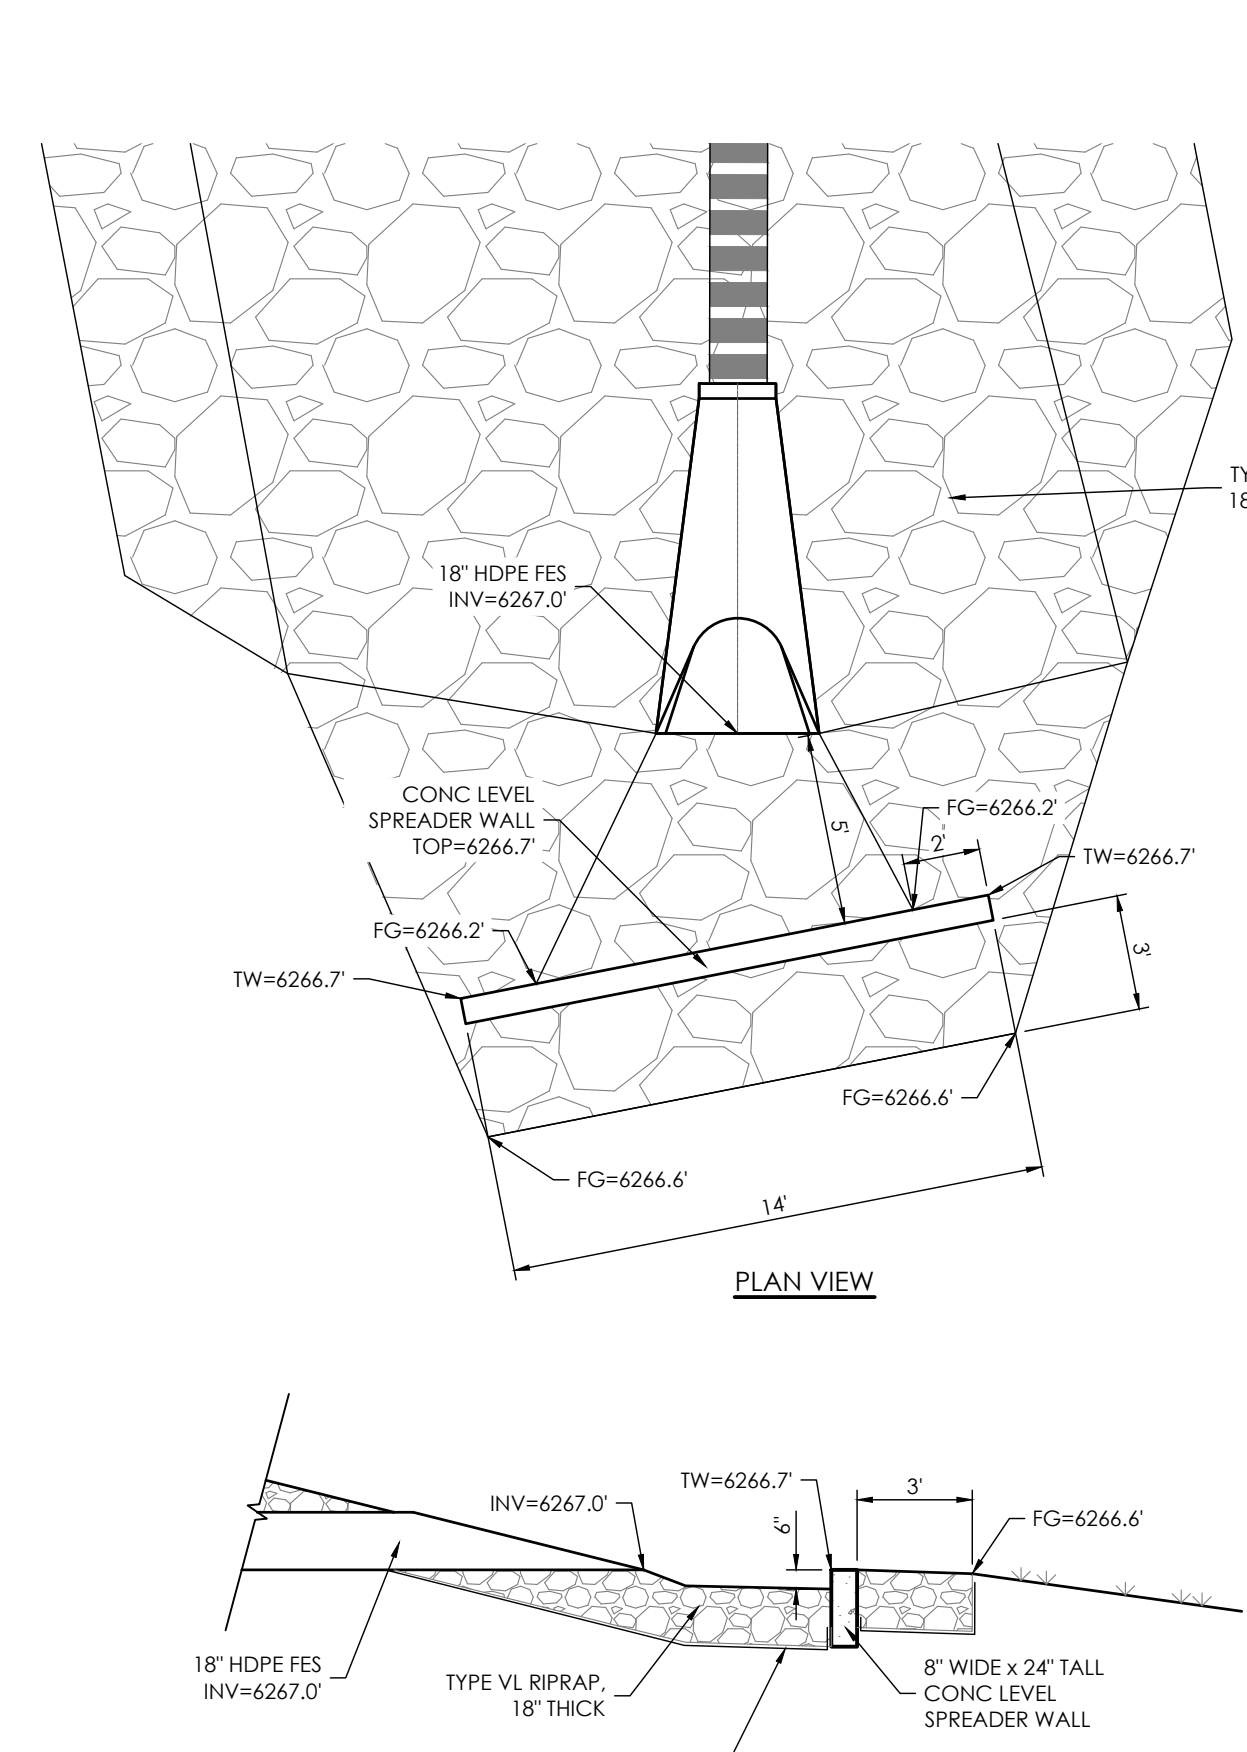 TY
18
18" HDPE FES
INV=6267.0'
CONC LEVEL
SPREADER WALL
TOP=6266.7'
5'
FG=6266.2'
2'
TW=6266.7'
FG=6266.2'
TW=6266.7'
3'
FG=6266.6'
FG=6266.6'
14'
PLAN VIEW
TW=6266.7'
3'
INV=6267.0'
6"
FG=6266.6'
18" HDPE FES
INV=6267.0'
TYPE VL RIPRAP,
18" THICK
8" WIDE x 24" TALL
CONC LEVEL
SPREADER WALL